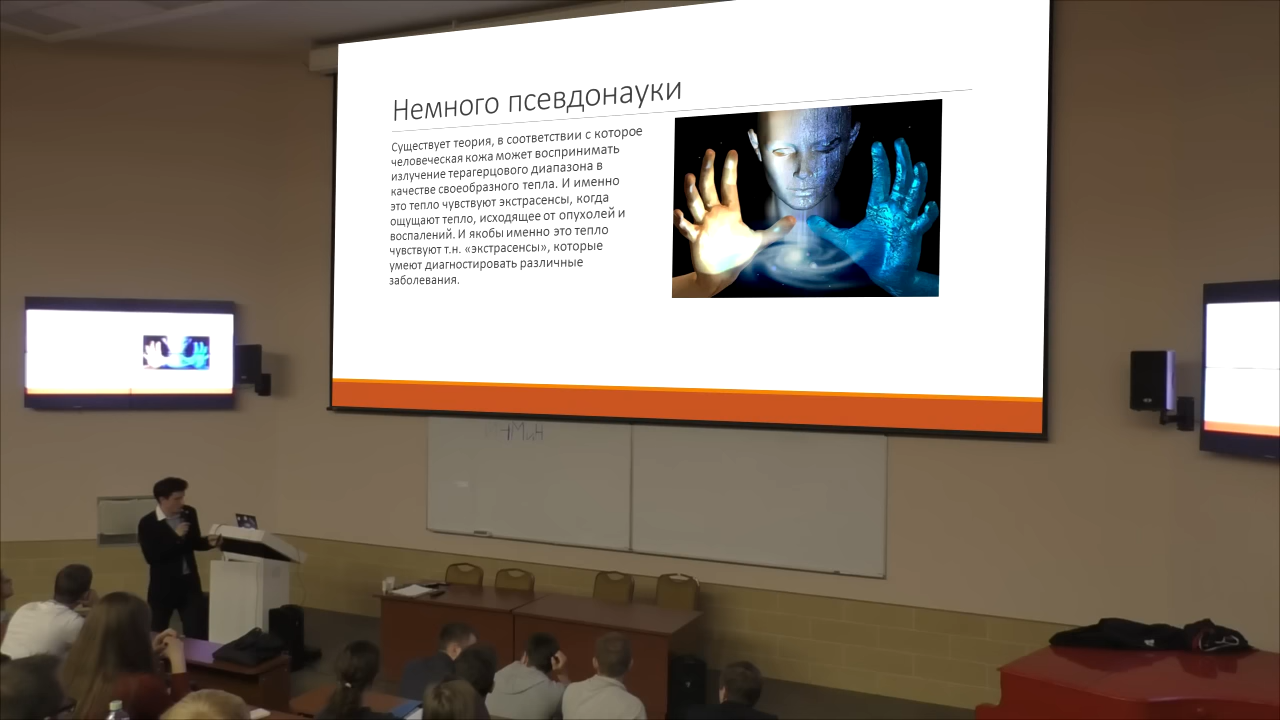 Немного псевдонауки
Существует теория, в соответствии с которое
человеческая кожа может воспринимать
излучение терагерцового диапазона в
качестве своеобразного тепла. И именно
это тепло чувствуют экстрасенсы, когда
ощущают тепло, исходящее от опухолей и
воспалений. И якобы именно это тепло
чувствуют т.н. «экстрасенсы», которые
умеют диагностировать различные
заболевания.